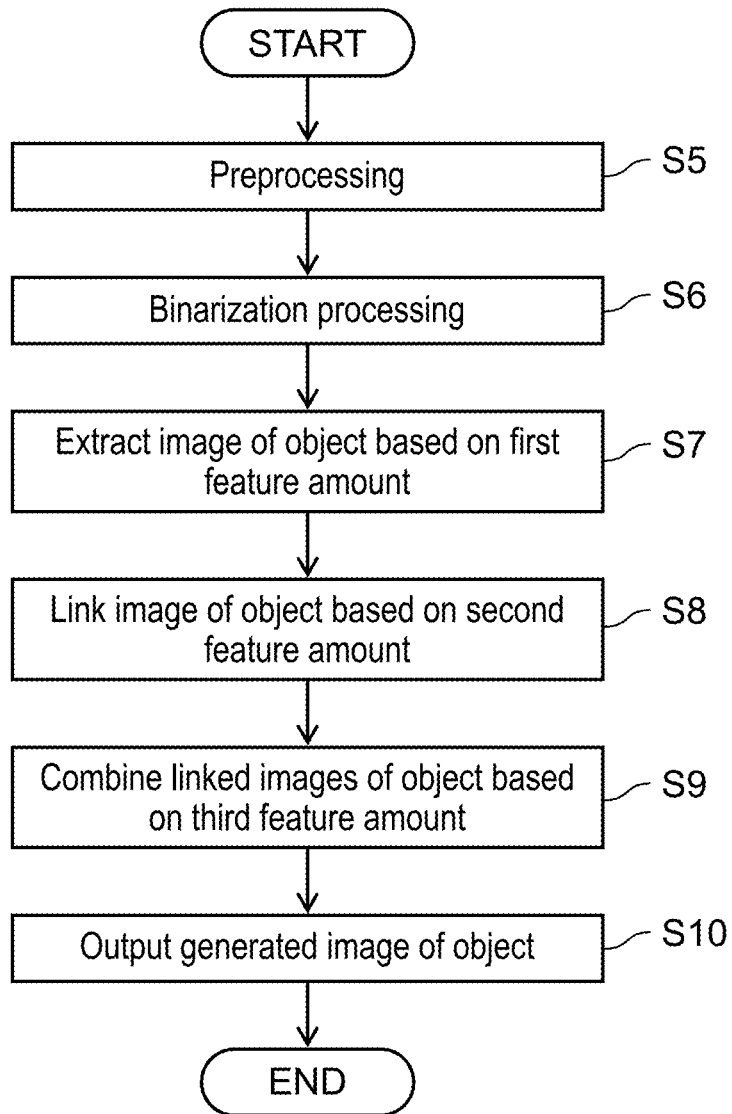 START
Preprocessing
S5
Binarization processing
S6
Extract image of object based on first
feature amount
S7
Link image of object based on second
feature amount
S8
Combine linked images of object based
on third feature amount
S9
Output generated image of object
S10
END